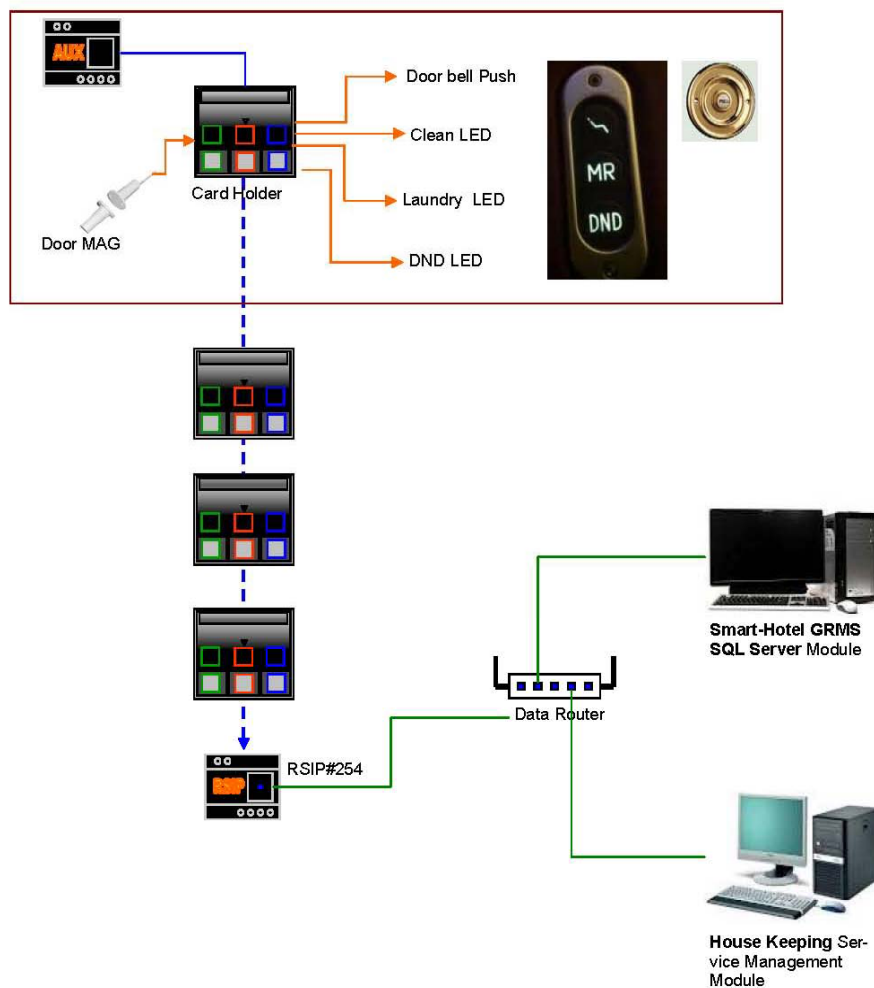 AUX
Door bell Push
Clean LED
Card Holder
Laundry LED
Door MAG
DND LED
MR
DND
Smart-Hotel GRMS
SQL Server Module
Data Router
RSIP#254
RSIP
House Keeping Ser-
vice Management
Module